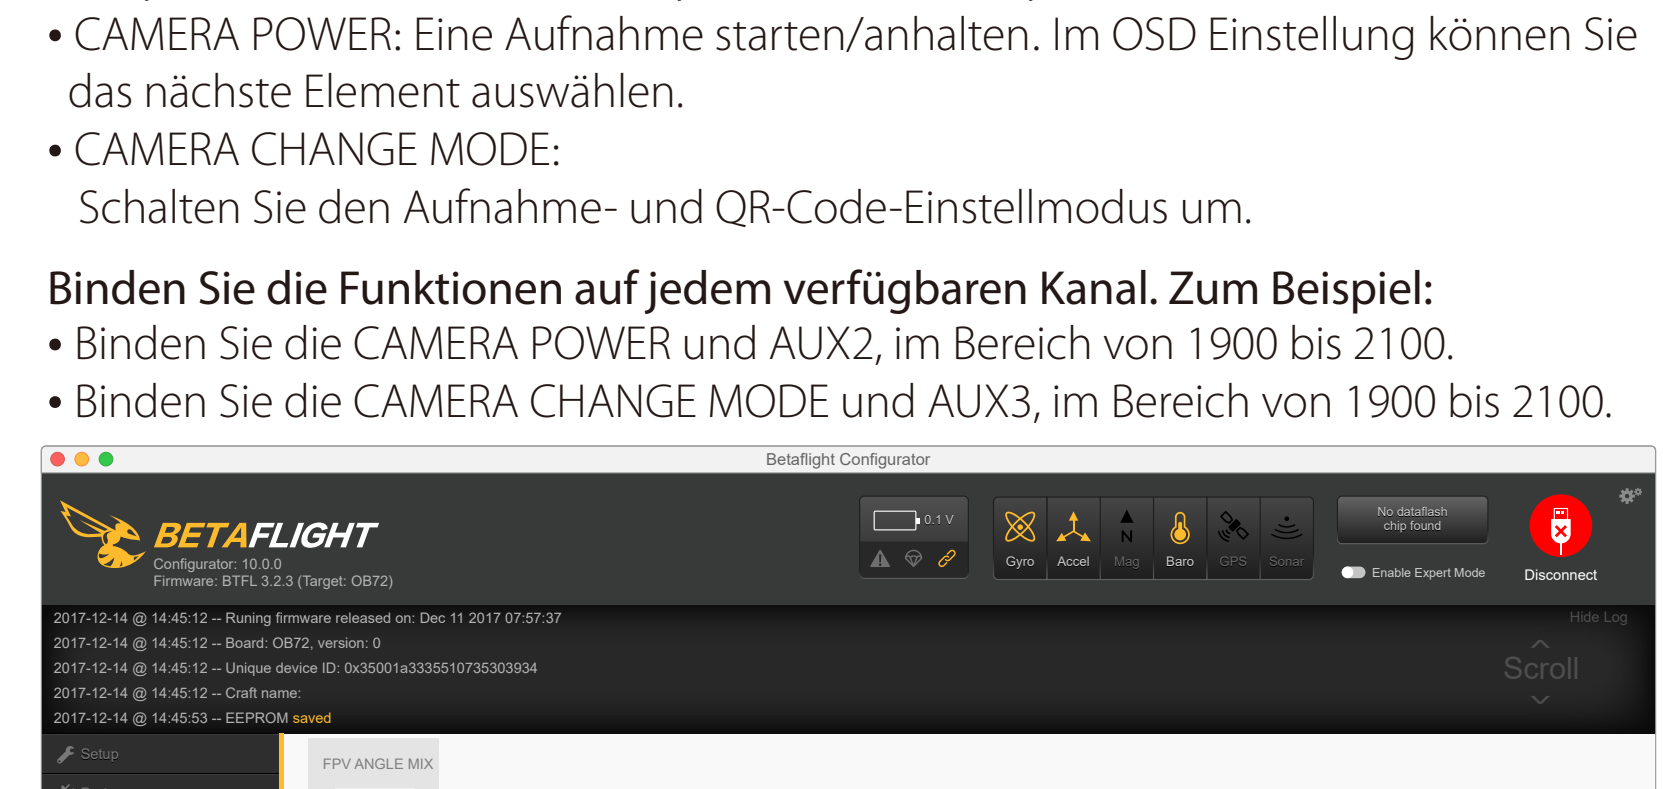 • CAMERA POWER: Eine Aufnahme starten/anhalten. Im OSD Einstellung können Sie
das nächste Element auswählen.
• CAMERA CHANGE MODE:
Schalten Sie den Aufnahme- und QR-Code-Einstellmodus um.
Binden Sie die Funktionen auf jedem verfügbaren Kanal. Zum Beispiel:
• Binden Sie die CAMERA POWER und AUX2, im Bereich von 1900 bis 2100.
• Binden Sie die CAMERA CHANGE MODE und AUX3, im Bereich von 1900 bis 2100.
Betaflight Configurator
BETAFLIGHT
Configurator: 10.0.0
Firmware: BTFL 3.2.3 (Target: OB72)
0.1 V
N
Gyro Accel Mag Baro GPS Sonar
No dataflash
chip found
Enable Expert Mode
Disconnect
2017-12-14 @ 14:45:12 -- Runing firmware released on: Dec 11 2017 07:57:37
2017-12-14 @ 14:45:12 -- Board: OB72, version: 0
2017-12-14 @ 14:45:12 -- Unique device ID: 0x35001a3335510735303934
2017-12-14 @ 14:45:12 -- Craft name:
2017-12-14 @ 14:45:53 -- EEPROM saved
Hide Log
Scroll
Setup
FPV ANGLE MIX